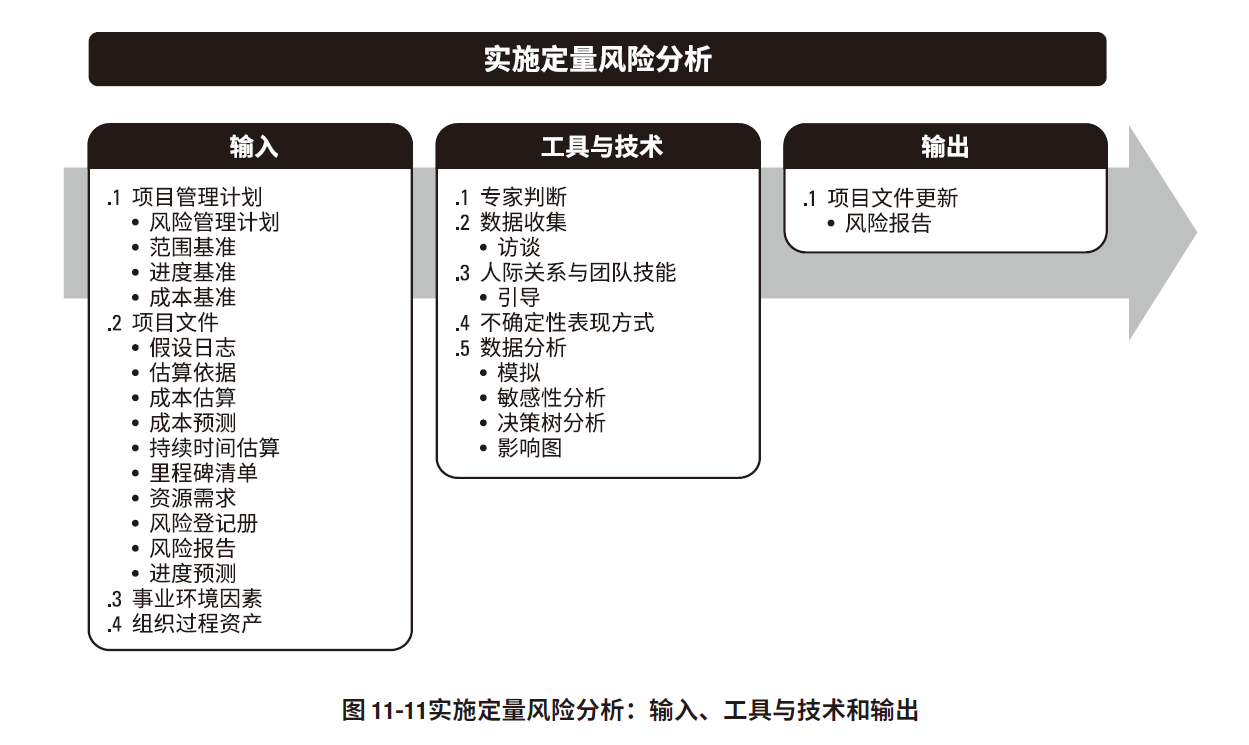 实施定量风险分析
输入
.1 项目管理计划
• 风险管理计划
• 范围基准
• 进度基准
• 成本基准
.2 项目文件
• 假设日志
• 估算依据
• 成本估算
• 成本预测
• 持续时间估算
• 里程碑清单
• 资源需求
• 风险登记册
• 风险报告
• 进度预测
.3 事业环境因素
.4 组织过程资产
工具与技术
.1 专家判断
.2 数据收集
• 访谈
.3 人际关系与团队技能
• 引导
.4 不确定性表现方式
.5 数据分析
• 模拟
• 敏感性分析
• 决策树分析
• 影响图
输出
.1 项目文件更新
• 风险报告
图 11-11实施定量风险分析：输入、工具与技术和输出